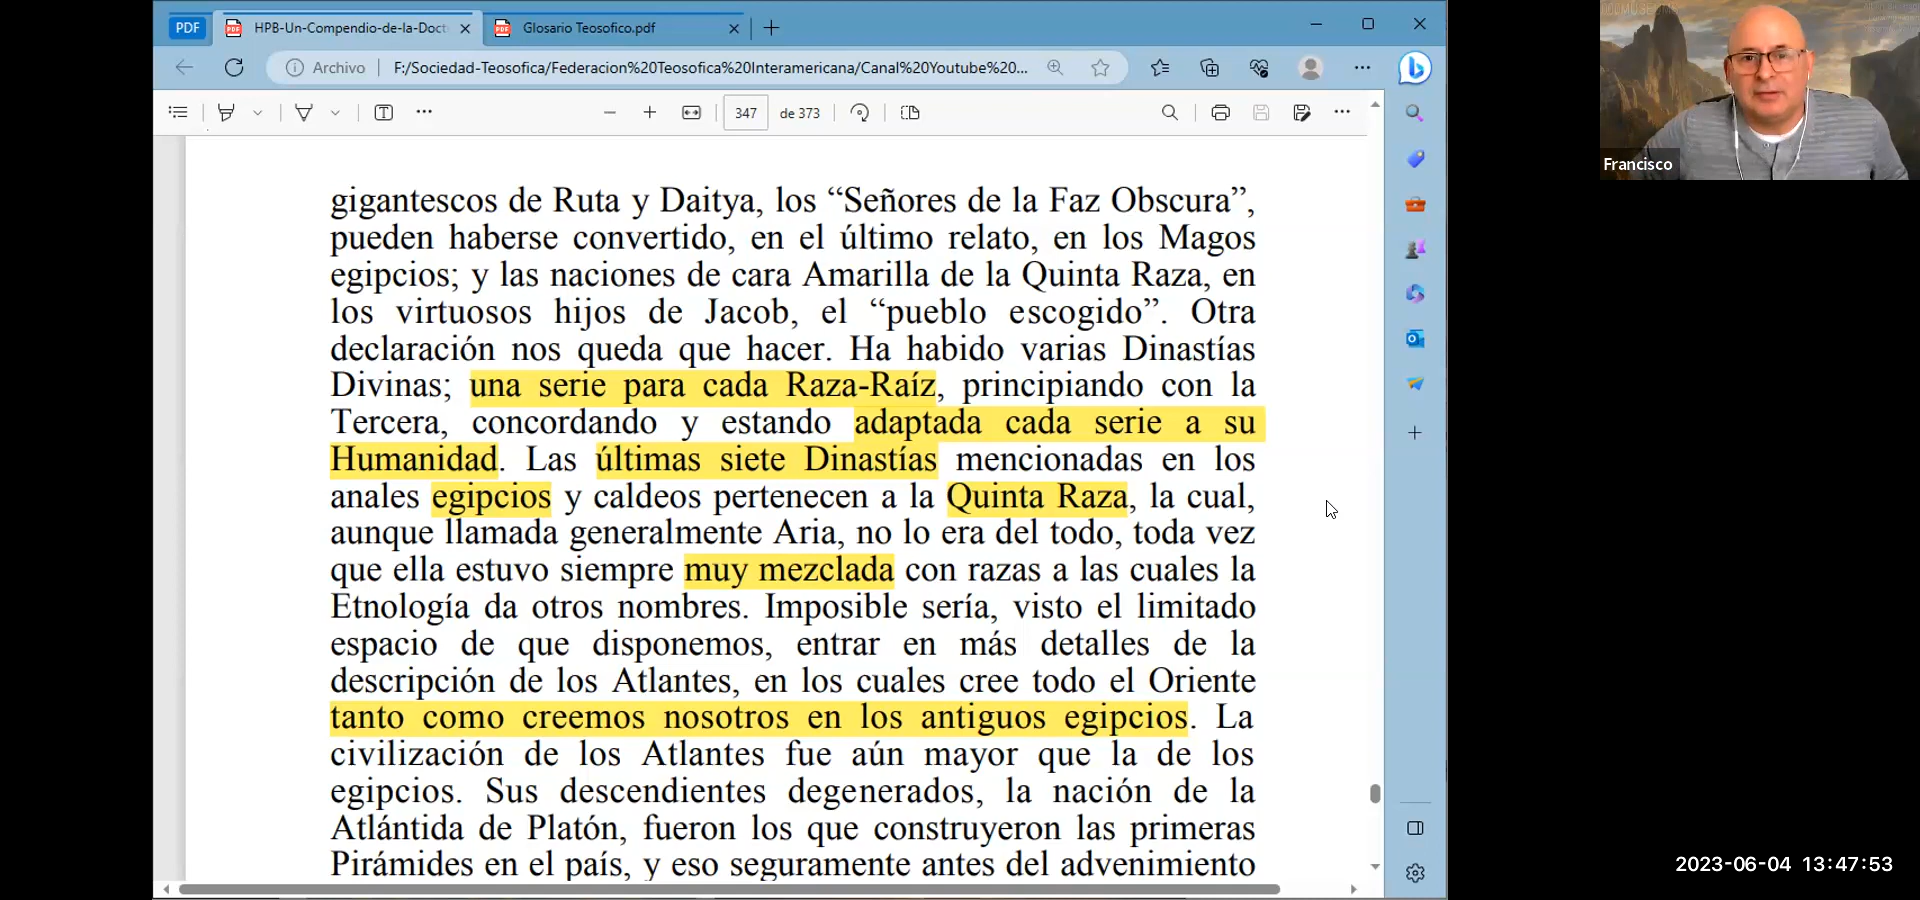 PDF
HPB-Un-Compendio-de-la-Doct
Glosario Teosofico.pdf
Archivo
F:/Sociedad-Teosofica/Federacion%20Teosofica%20Interamericana/Canal%20Youtube%20...
347
de 373
gigantescos de Ruta y Daitya, los “Señores de la Faz Obscura”,
pueden haberse convertido, en el último relato, en los Magos
egipcios; y las naciones de cara Amarilla de la Quinta Raza, en
los virtuosos hijos de Jacob, el “pueblo escogido”. Otra
declaración nos queda que hacer. Ha habido varias Dinastías
Divinas; una serie para cada Raza-Raíz, principiando con la
Tercera, concordando y estando adaptada cada serie a su
Humanidad. Las últimas siete Dinastías mencionadas en los
anales egipcios y caldeos pertenecen a la Quinta Raza, la cual,
aunque llamada generalmente Aria, no lo era del todo, toda vez
que ella estuvo siempre muy mezclada con razas a las cuales la
Etnología da otros nombres. Imposible sería, visto el limitado
espacio de que disponemos, entrar en más detalles de la
descripción de los Atlantes, en los cuales cree todo el Oriente
tanto como creemos nosotros en los antiguos egipcios. La
civilización de los Atlantes fue aún mayor que la de los
egipcios. Sus descendientes degenerados, la nación de la
Atlántida de Platón, fueron los que construyeron las primeras
Pirámides en el país, y eso seguramente antes del advenimiento
Francisco
2023-06-04 13:47:53